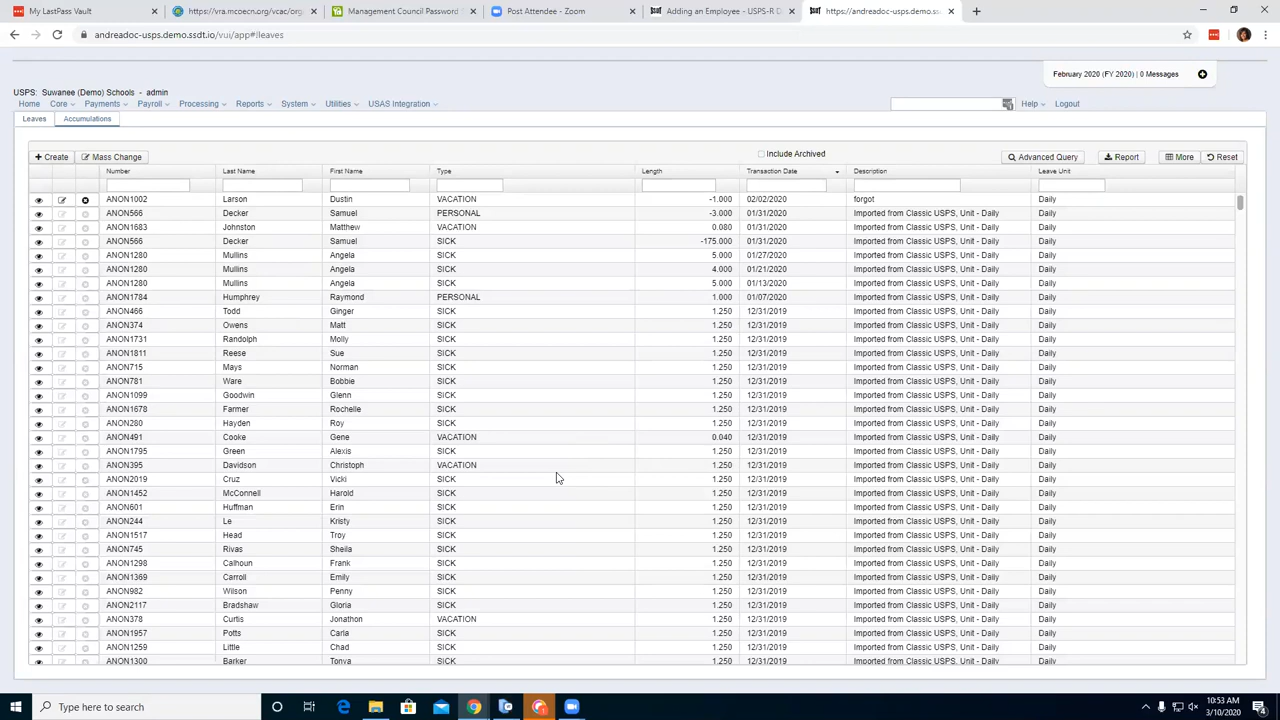 My LastPass Vault
https://vra.mcoecn.org/vcac/org
Management Council Password
Post Attendee - Zoom
Adding an Employee - USPS-R D
https://andreadoc-usps.demo.ssdt
andreadoc-usps.demo.ssdt.io/vui/app#!leaves
February 2020 (FY 2020) | 0 Messages
USPS: Suwanee (Demo) Schools - admin
Home Core Payments Payroll Processing Reports System Utilities USAS Integration Help Logout
Leaves Accumulations
Create Mass Change Include Archived Advanced Query Report More Reset
Number Last Name First Name Type Length Transaction Date Description Leave Unit
ANON1002 Larson Dustin VACATION -1.000 02/02/2020 forgot Daily
ANON566 Decker Samuel PERSONAL -3.000 01/31/2020 Imported from Classic USPS, Unit - Daily Daily
ANON1683 Johnston Matthew VACATION 0.080 01/31/2020 Imported from Classic USPS, Unit - Daily Daily
ANON566 Decker Samuel SICK -175.000 01/31/2020 Imported from Classic USPS, Unit - Daily Daily
ANON1280 Mullins Angela SICK 5.000 01/27/2020 Imported from Classic USPS, Unit - Daily Daily
ANON1280 Mullins Angela SICK 4.000 01/21/2020 Imported from Classic USPS, Unit - Daily Daily
ANON1280 Mullins Angela SICK 5.000 01/13/2020 Imported from Classic USPS, Unit - Daily Daily
ANON1784 Humphrey Raymond PERSONAL 1.000 01/07/2020 Imported from Classic USPS, Unit - Daily Daily
ANON466 Todd Ginger SICK 1.250 12/31/2019 Imported from Classic USPS, Unit - Daily Daily
ANON374 Owens Matt SICK 1.250 12/31/2019 Imported from Classic USPS, Unit - Daily Daily
ANON1731 Randolph Molly SICK 1.250 12/31/2019 Imported from Classic USPS, Unit - Daily Daily
ANON1811 Reese Sue SICK 1.250 12/31/2019 Imported from Classic USPS, Unit - Daily Daily
ANON715 Mays Norman SICK 1.250 12/31/2019 Imported from Classic USPS, Unit - Daily Daily
ANON781 Ware Bobbie SICK 1.250 12/31/2019 Imported from Classic USPS, Unit - Daily Daily
ANON1099 Goodwin Glenn SICK 1.250 12/31/2019 Imported from Classic USPS, Unit - Daily Daily
ANON1678 Farmer Rochelle SICK 1.250 12/31/2019 Imported from Classic USPS, Unit - Daily Daily
ANON280 Hayden Roy SICK 1.250 12/31/2019 Imported from Classic USPS, Unit - Daily Daily
ANON491 Cooke Gene VACATION 0.040 12/31/2019 Imported from Classic USPS, Unit - Daily Daily
ANON1795 Green Alexis SICK 1.250 12/31/2019 Imported from Classic USPS, Unit - Daily Daily
ANON395 Davidson Christoph VACATION 1.250 12/31/2019 Imported from Classic USPS, Unit - Daily Daily
ANON2019 Cruz Vicki SICK 1.250 12/31/2019 Imported from Classic USPS, Unit - Daily Daily
ANON1452 McConnell Harold SICK 1.250 12/31/2019 Imported from Classic USPS, Unit - Daily Daily
ANON601 Huffman Erin SICK 1.250 12/31/2019 Imported from Classic USPS, Unit - Daily Daily
ANON244 Le Kristy SICK 1.250 12/31/2019 Imported from Classic USPS, Unit - Daily Daily
ANON1517 Head Troy SICK 1.250 12/31/2019 Imported from Classic USPS, Unit - Daily Daily
ANON745 Rivas Sheila SICK 1.250 12/31/2019 Imported from Classic USPS, Unit - Daily Daily
ANON1298 Calhoun Frank SICK 1.250 12/31/2019 Imported from Classic USPS, Unit - Daily Daily
ANON1369 Carroll Emily SICK 1.250 12/31/2019 Imported from Classic USPS, Unit - Daily Daily
ANON982 Wilson Penny SICK 1.250 12/31/2019 Imported from Classic USPS, Unit - Daily Daily
ANON2117 Bradshaw Gloria SICK 1.250 12/31/2019 Imported from Classic USPS, Unit - Daily Daily
ANON378 Curtis Jonathon VACATION 1.250 12/31/2019 Imported from Classic USPS, Unit - Daily Daily
ANON1957 Potts Carla SICK 1.250 12/31/2019 Imported from Classic USPS, Unit - Daily Daily
ANON1259 Little Chad SICK 1.250 12/31/2019 Imported from Classic USPS, Unit - Daily Daily
ANON1300 Barker Tonya SICK 1.250 12/31/2019 Imported from Classic USPS, Unit - Daily Daily
Type here to search
10:53 AM
3/10/2020